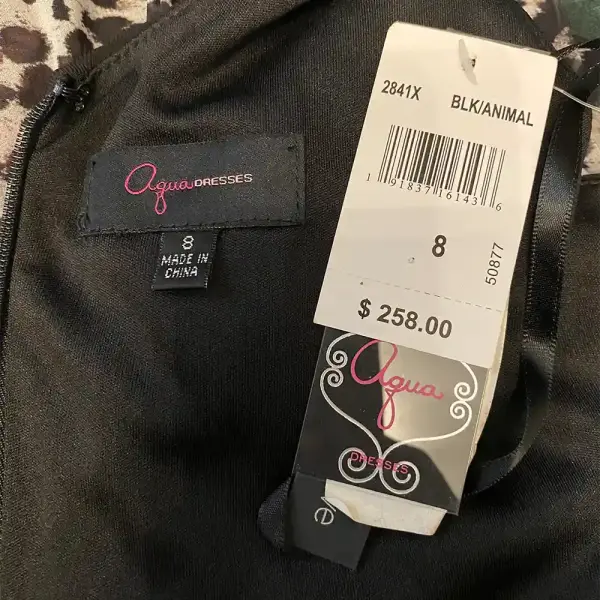 Aqua DRESSES
8
MADE IN
CHINA
2841X BLK/ANIMAL
1 91837 16143 6
8
50877
$ 258.00
Aqua
DRESSES